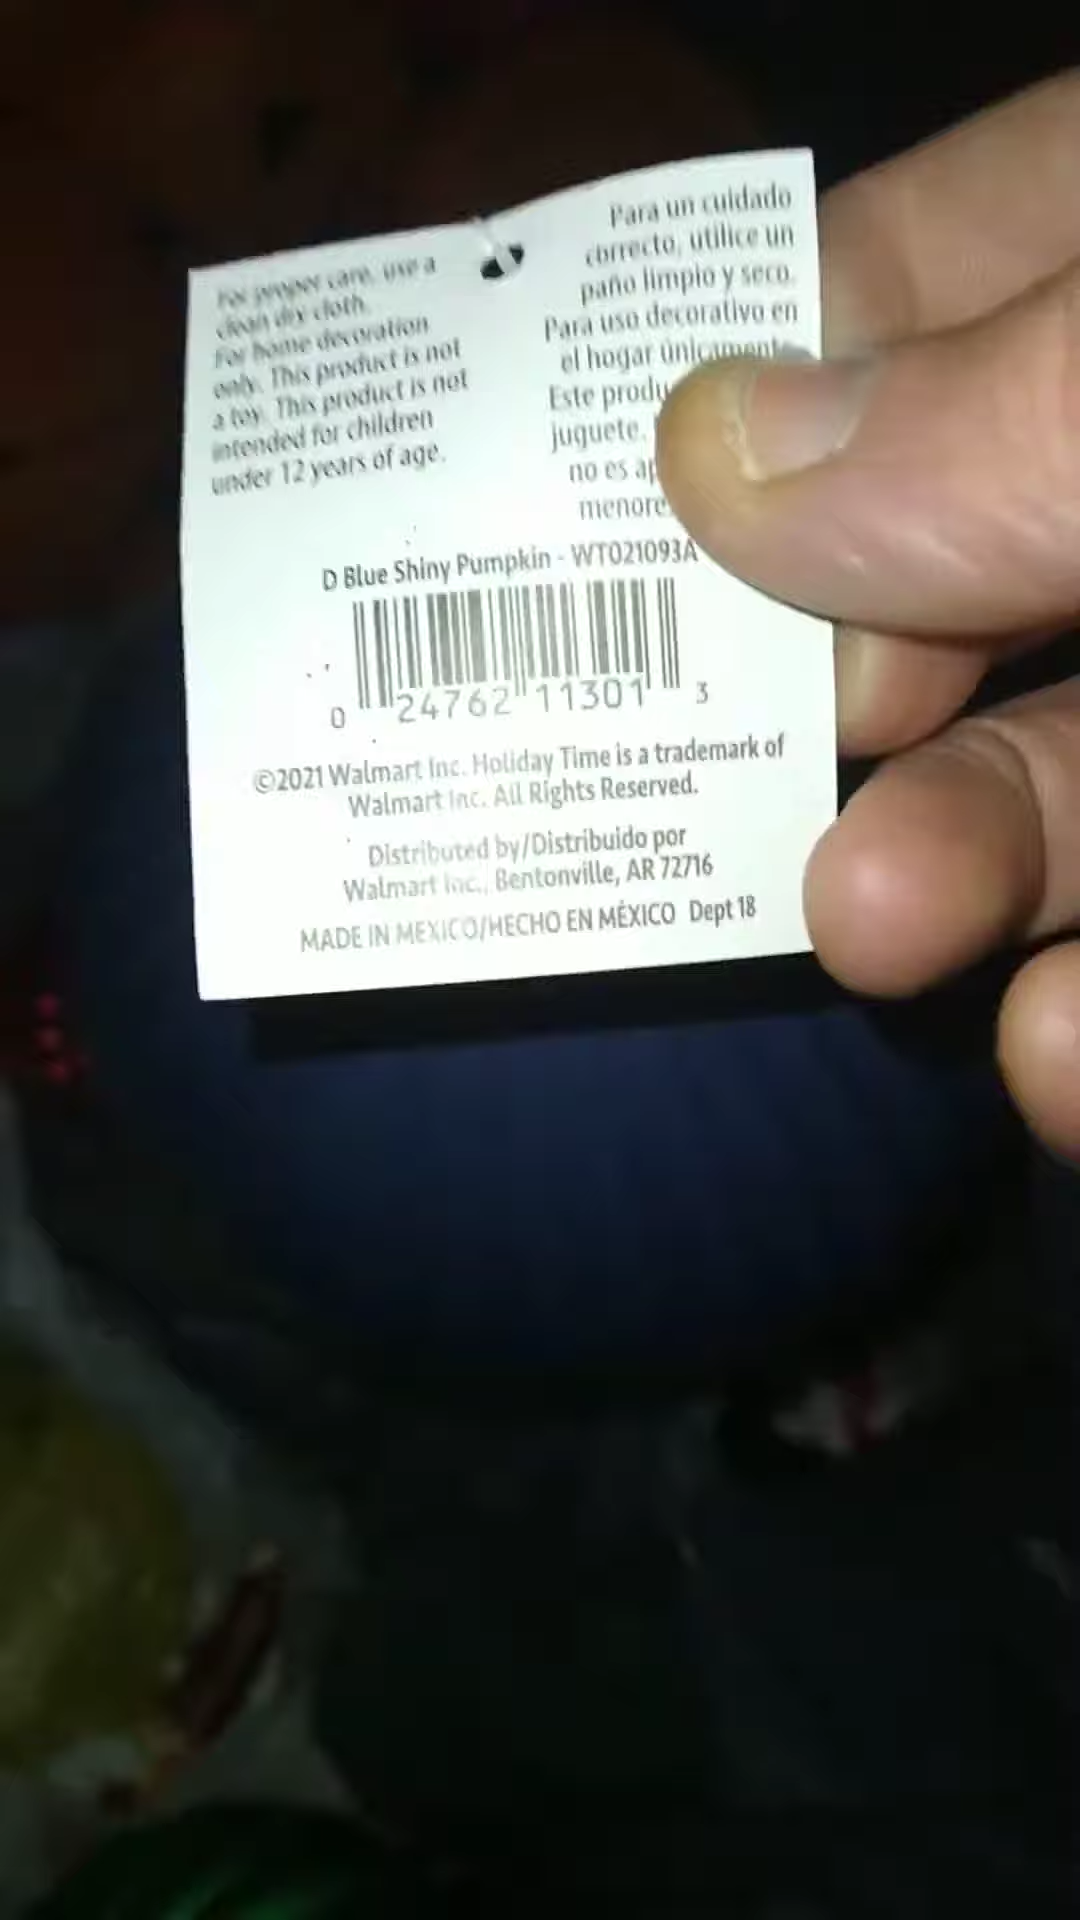 For proper care, use a
clean dry cloth.
For home decoration
only. This product is not
a toy. This product is not
intended for children
under 12 years of age.
Para un cuidado
correcto, utilice un
paño limpio y seco.
Para uso decorativo en
el hogar únicamente
Este
juguete.
no es
D Blue Shiny Pumpkin - WT021093A
0 24762 11301 3
©2021 Walmart Inc. Holiday Time is a trademark of
Walmart Inc. All Rights Reserved.
Distributed by/Distribuido por
Walmart Inc., Bentonville, AR 72716
MADE IN MEXICO/HECHO EN MÉXICO Dept 18